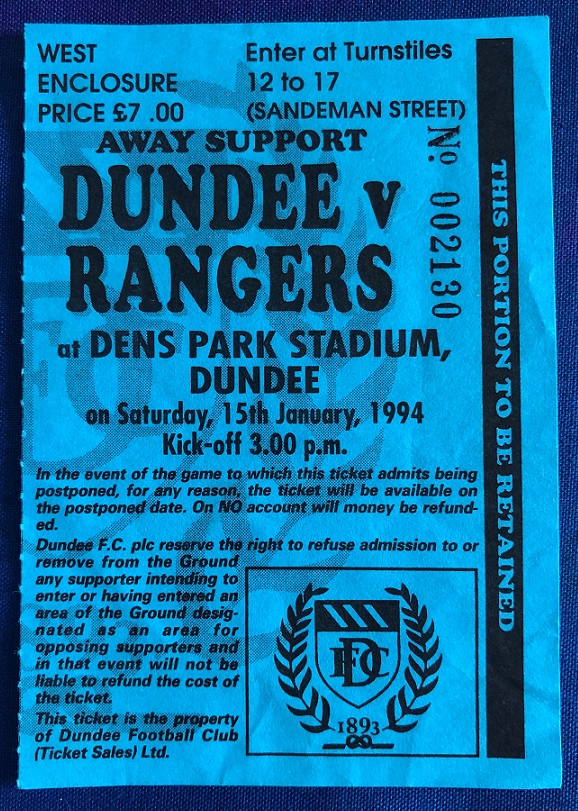 WEST
ENCLOSURE
PRICE £7 .00
Enter at Turnstiles
12 to 17
(SANDEMAN STREET)
AWAY SUPPORT
DUNDEE v
RANGERS
at DENS PARK STADIUM,
DUNDEE
on Saturday, 15th January, 1994
Kick-off 3.00 p.m.
No. 002130
THIS PORTION TO BE RETAINED
In the event of the game to which this ticket admits being
postponed, for any reason, the ticket will be available on
the postponed date. On NO account will money be refund-
ed.
Dundee F.C. plc reserve the right to refuse admission to or
remove from the Ground
any supporter intending to
enter or having entered an
area of the Ground desig-
nated as an area for
opposing supporters and
in that event will not be
liable to refund the cost of
the ticket.
This ticket is the property
of Dundee Football Club
(Ticket Sales) Ltd.
DFC
1893